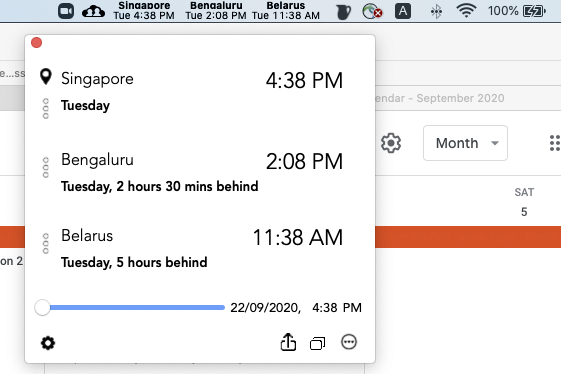 Singapore Bengaluru Belarus
Tue 4:38 PM Tue 2:08 PM Tue 11:38 AM A 100%
e...ss
endar - September 2020
Singapore 4:38 PM
Tuesday
Month
Bengaluru 2:08 PM
Tuesday, 2 hours 30 mins behind
SAT
5
Belarus 11:38 AM
on 2
Tuesday, 5 hours behind
22/09/2020, 4:38 PM